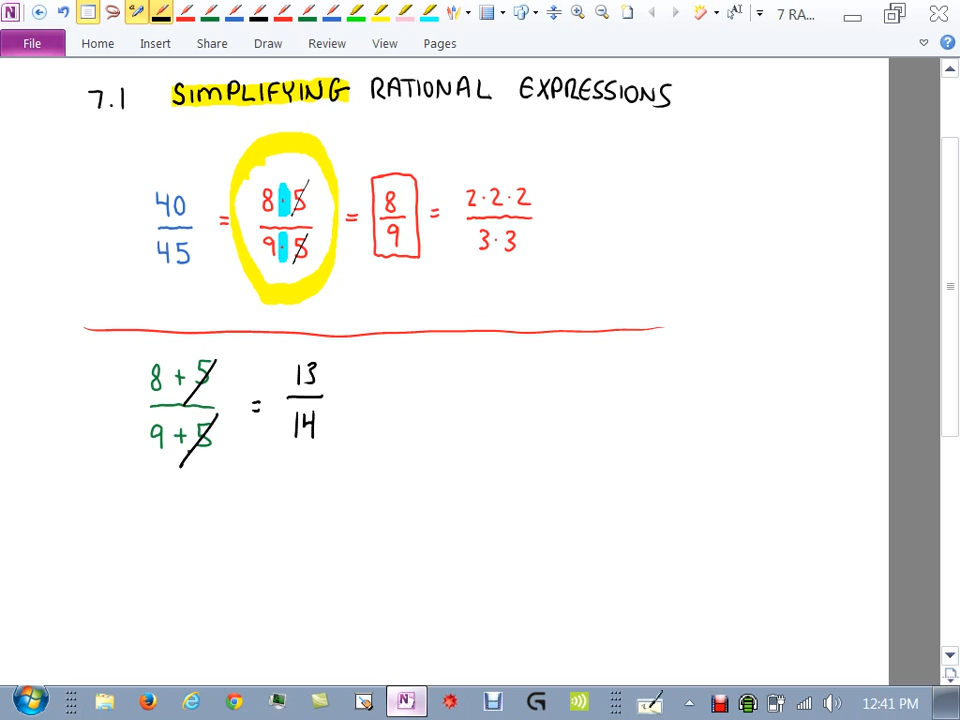 7 RA...
File Home Insert Share Draw Review View Pages
7.1 SIMPLIFYING RATIONAL EXPRESSIONS
40/45 = 8·5/9·5 = 8/9 = 2·2·2/3·3
8+5/9+5 = 13/14
12:41 PM